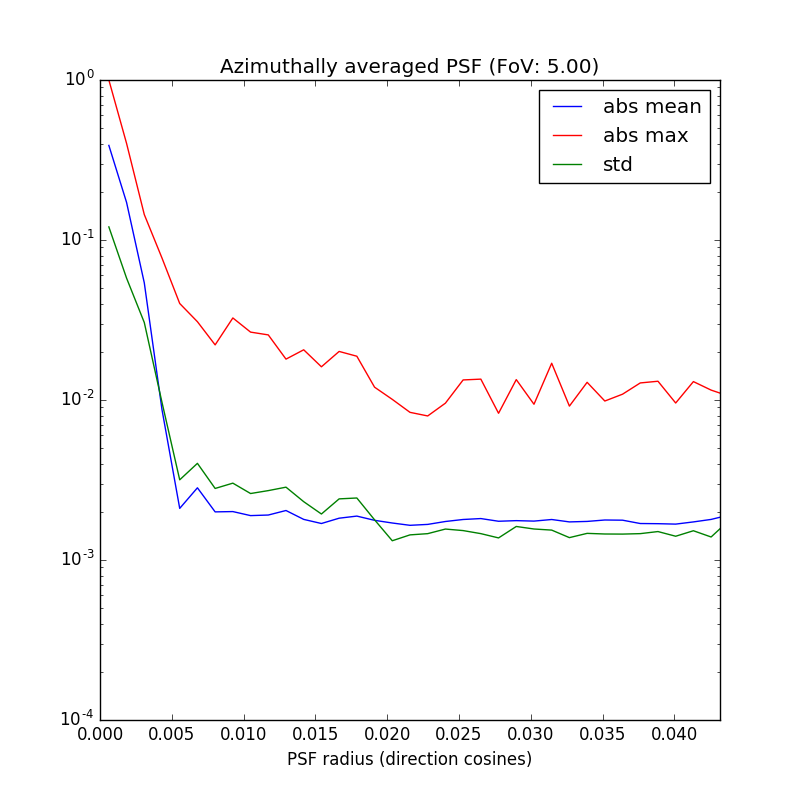 Azimuthally averaged PSF (FoV: 5.00)
10^0
10^-1
10^-2
10^-3
10^-4
abs mean
abs max
std
0.000 0.005 0.010 0.015 0.020 0.025 0.030 0.035 0.040
PSF radius (direction cosines)